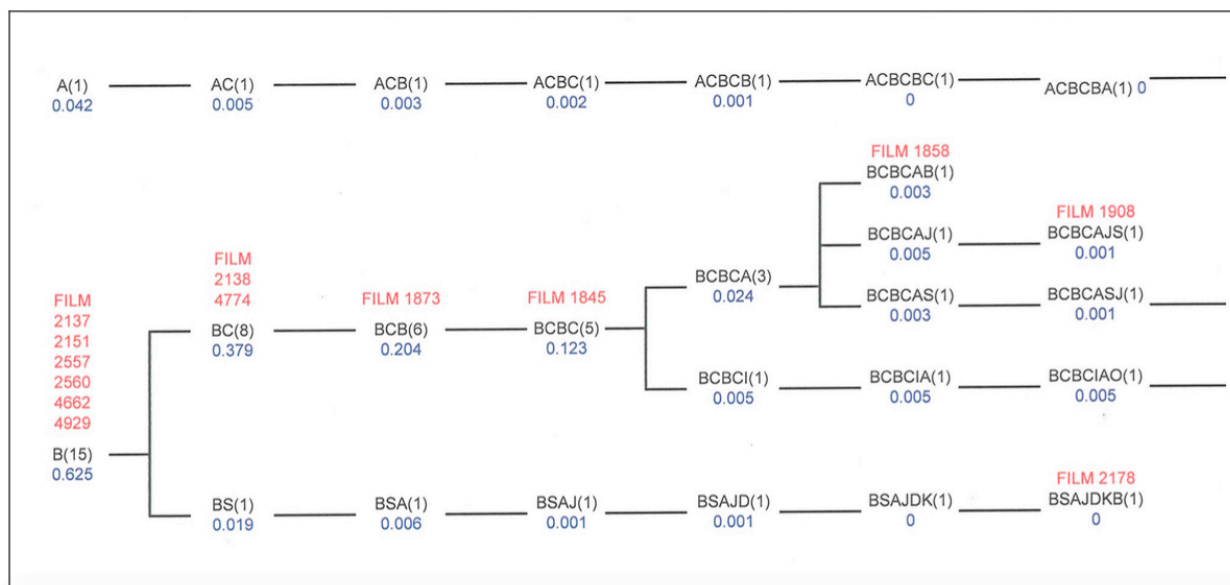 A(1)
0.042
AC(1)
0.005
ACB(1)
0.003
ACBC(1)
0.002
ACBCB(1)
0.001
ACBCBC(1)
0
ACBCBA(1) 0
FILM 1858
BCBCAB(1)
0.003
FILM 1908
BCBCAJ(1)
0.005
BCBCAJS(1)
0.001
FILM
2138
4774
BC(8)
0.379
FILM 1873
BCB(6)
0.204
FILM 1845
BCBC(5)
0.123
BCBCA(3)
0.024
BCBCAS(1)
0.003
BCBCASJ(1)
0.001
FILM
2137
2151
2557
2560
4662
4929
B(15)
0.625
BCBCI(1)
0.005
BCBCIA(1)
0.005
BCBCIAO(1)
0.005
BS(1)
0.019
BSA(1)
0.006
BSAJ(1)
0.001
BSAJD(1)
0.001
BSAJDK(1)
0
FILM 2178
BSAJDKB(1)
0